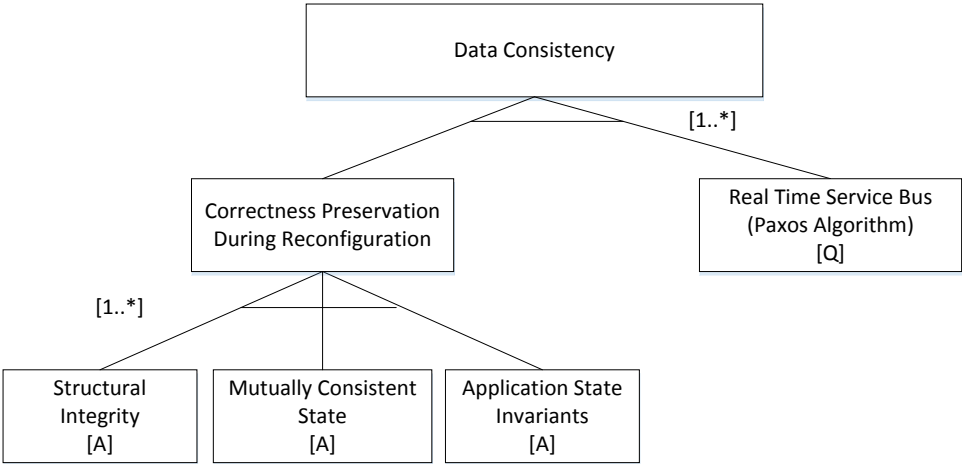 Data Consistency
[1..*]
Correctness Preservation
During Reconfiguration
Real Time Service Bus
(Paxos Algorithm)
[Q]
[1..*]
Structural
Integrity
[A]
Mutually Consistent
State
[A]
Application State
Invariants
[A]